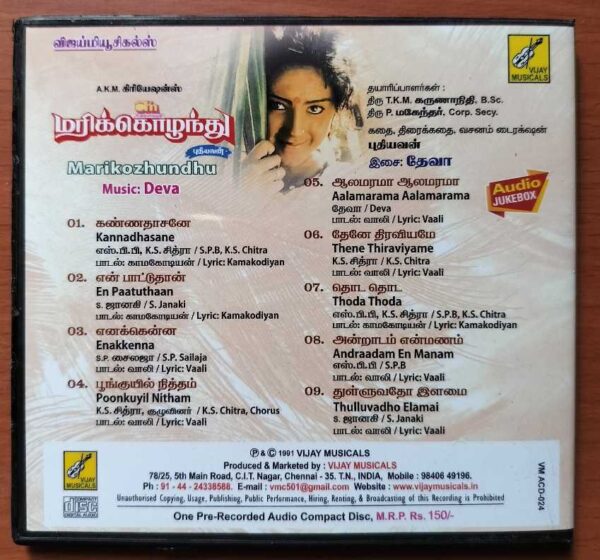 விஜய்மியூசிகல்ஸ்
VIJAY MUSICALS
A.K.M. கிரியேஷன்ஸ்
மரிக்கொழுந்து
புதியவன்
Marikozhundhu
Music: Deva
தயாரிப்பாளர்கள் :
திரு T.K.M. கருணாநிதி, B.Sc.
திரு P. மகேந்தர், Corp. Secy.
கதை, திரைக்கதை, வசனம் டைரக்ஷன்
புதியவன்
இசை: தேவா
Audio JUKEBOX
01. கண்ணதாசனே
Kannadhasane
எஸ்.பி.பி, K.S. சித்ரா / S.P.B, K.S. Chitra
பாடல்: காமகோடியன் / Lyric: Kamakodiyan
02. என் பாட்டுதான்
En Paatuthaan
S. ஜானகி / S. Janaki
பாடல்: காமகோடியன் / Lyric: Kamakodiyan
03. எனக்கென்ன
Enakkenna
S.P. சைலஜா / S.P. Sailaja
பாடல்: வாலி / Lyric: Vaali
04. பூங்குயில் நித்தம்
Poonkuyil Nitham
K.S. சித்ரா, குழுவினர் / K.S. Chitra, Chorus
பாடல்: வாலி / Lyric: Vaali
05. ஆலமரமா ஆலமரமா
Aalamarama Aalamarama
தேவா / Deva
பாடல்: வாலி / Lyric: Vaali
06. தேனே திரவியமே
Thene Thiraviyame
K.S. சித்ரா / K.S. Chitra
பாடல்: வாலி / Lyric: Vaali
07. தொட தொட
Thoda Thoda
எஸ்.பி.பி, K.S. சித்ரா / S.P.B, K.S. Chitra
பாடல்: காமகோடியன் / Lyric: Kamakodiyan
08. அன்றாடம் என்மணம்
Andraadam En Manam
எஸ்.பி.பி / S.P.B
பாடல்: வாலி / Lyric: Vaali
09. துள்ளுவதோ இளமை
Thulluvadho Elamai
S. ஜானகி / S. Janaki
பாடல்: வாலி / Lyric: Vaali
VIJAY MUSICALS
COMPACT disc DIGITAL AUDIO
℗ & © 1991 VIJAY MUSICALS
Produced & Marketed by : VIJAY MUSICALS
78/25, 5th Main Road, C.I.T. Nagar, Chennai - 35. T.N., INDIA, Mobile : 98406 49196.
Ph : 91 - 44 - 24338588. E-mail : vmc501@gmail.com Website : www.vijaymusicals.in
Unauthorised Copying, Usage, Publishing, Public Performance, Hiring, Renting, & Broadcasting of this Recording is Prohibited
One Pre-Recorded Audio Compact Disc, M.R.P. Rs. 150/-
VM ACD-024